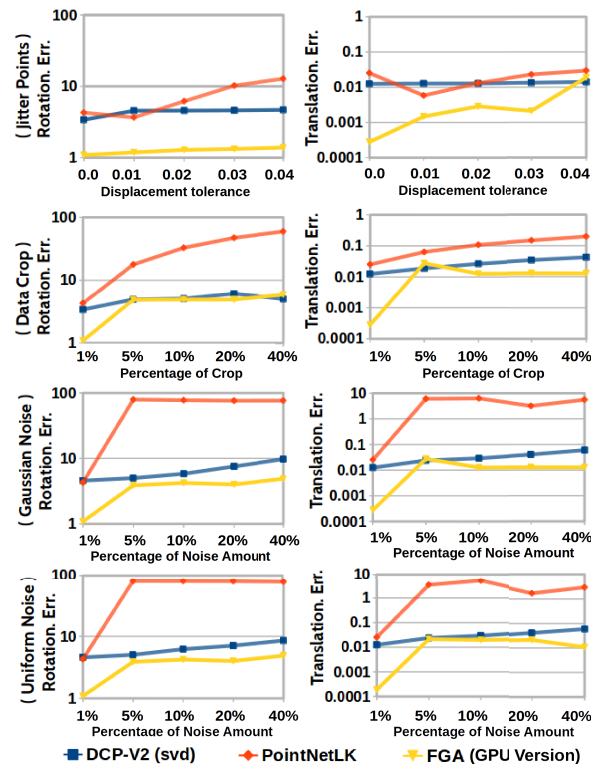 ( Jitter Points )
Rotation. Err.
100
10
1
0.0 0.01 0.02 0.03 0.04
Displacement tolerance
Translation. Err.
1
0.1
0.01
0.001
0.0001
0.0 0.01 0.02 0.03 0.04
Displacement tolerance
( Data Crop )
Rotation. Err.
100
10
1
1% 5% 10% 20% 40%
Percentage of Crop
Translation. Err.
1
0.1
0.01
0.001
0.0001
1% 5% 10% 20% 40%
Percentage of Crop
( Gaussian Noise )
Rotation. Err.
100
10
1
1% 5% 10% 20% 40%
Percentage of Noise Amount
Translation. Err.
10
1
0.1
0.01
0.001
0.0001
1% 5% 10% 20% 40%
Percentage of Noise Amount
( Uniform Noise )
Rotation. Err.
100
10
1
1% 5% 10% 20% 40%
Percentage of Noise Amount
Translation. Err.
10
1
0.1
0.01
0.001
0.0001
1% 5% 10% 20% 40%
Percentage of Noise Amount
DCP-V2 (svd) PointNetLK FGA (GPU Version)